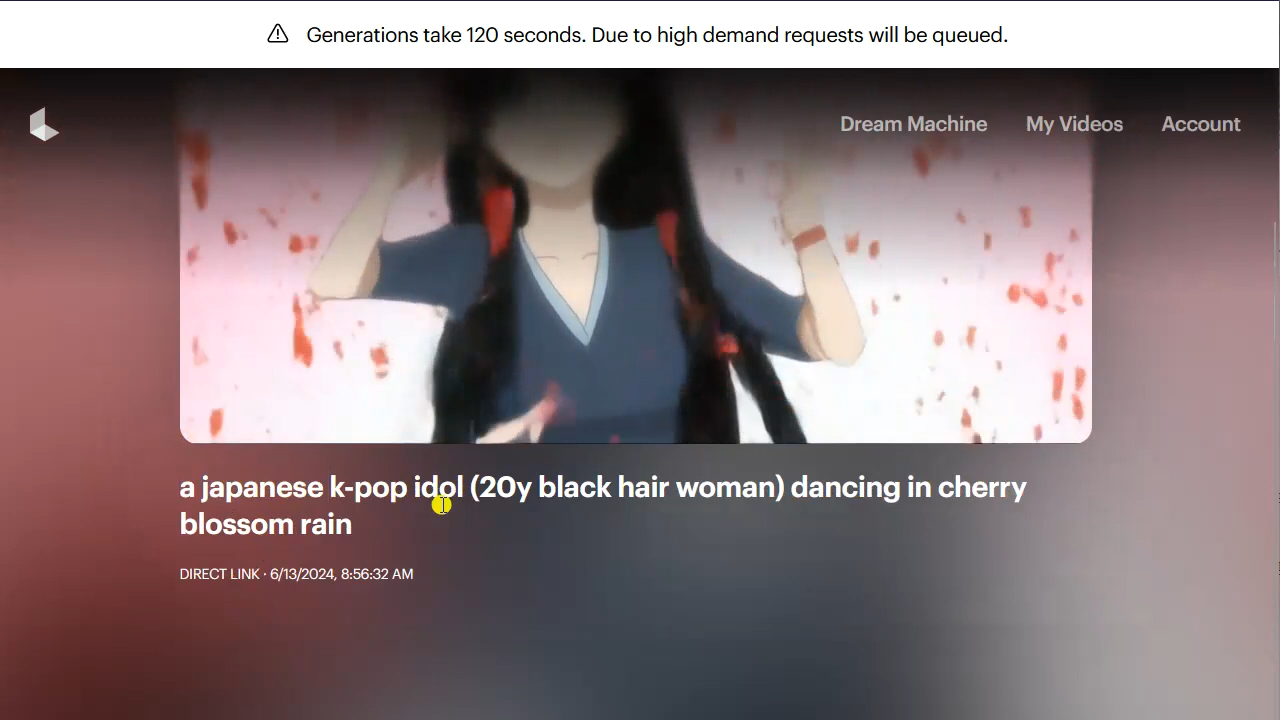 Generations take 120 seconds. Due to high demand requests will be queued.
Dream Machine My Videos Account
a japanese k-pop idol (20y black hair woman) dancing in cherry
blossom rain
DIRECT LINK · 6/13/2024, 8:56:32 AM